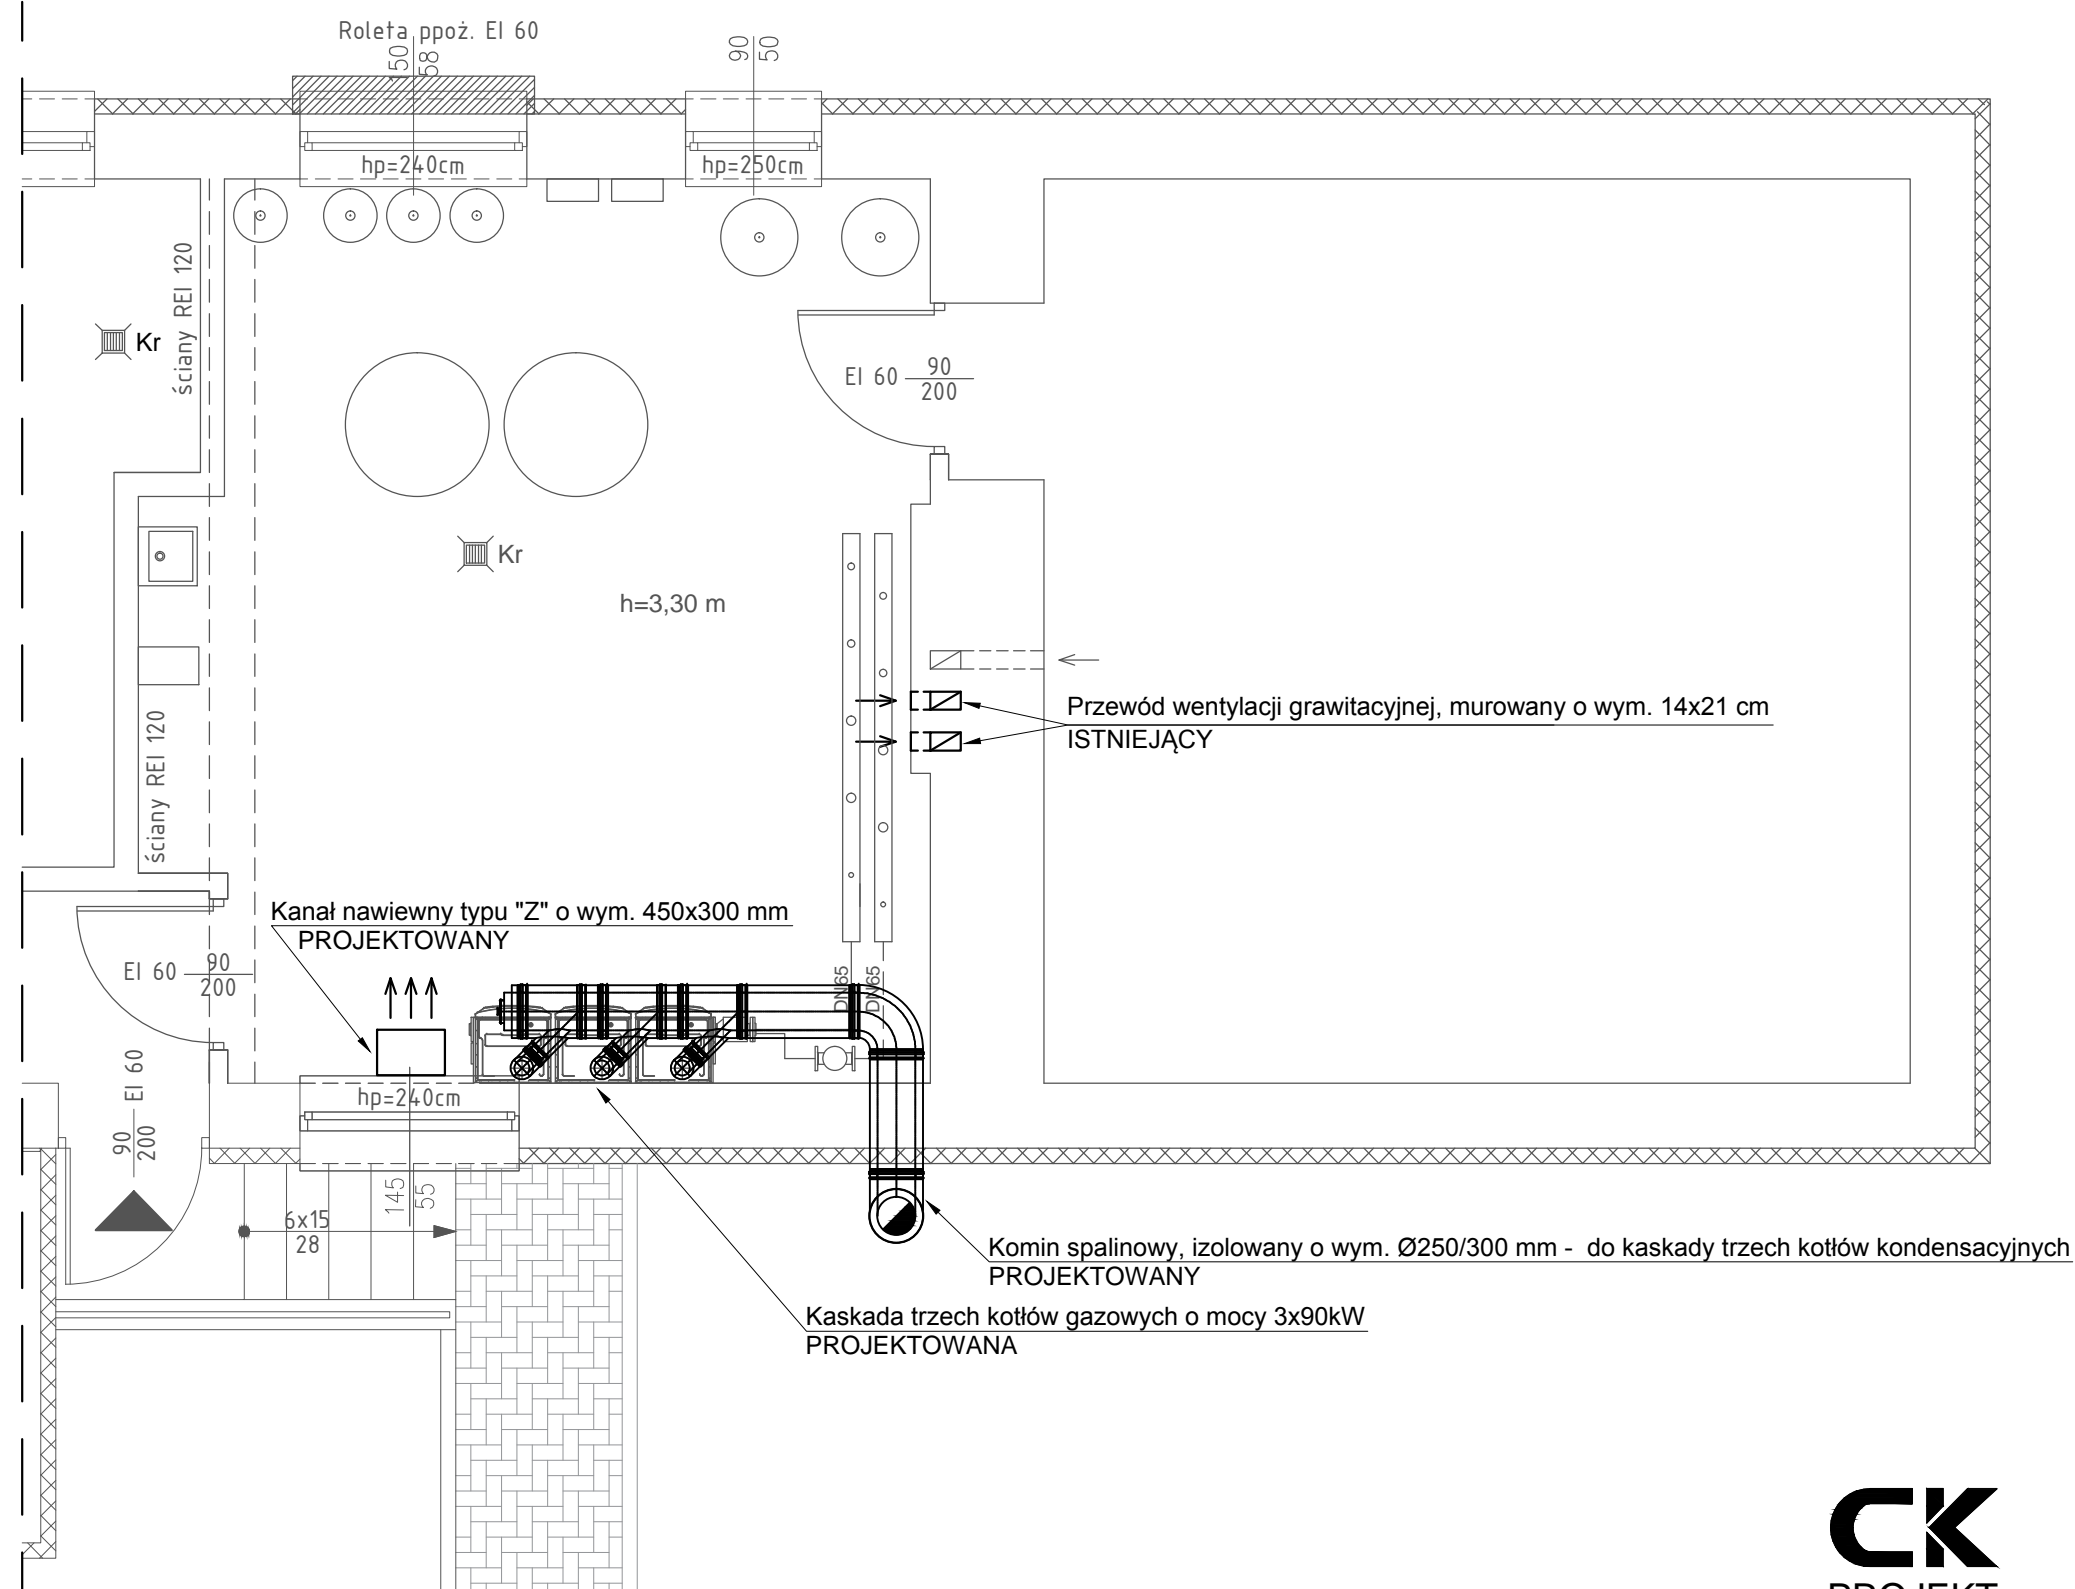 Roleta ppoż. EI 60
150
58
90
50
hp=240cm
hp=250cm
ściany REI 120
Kr
EI 60 90
200
Kr
h=3,30 m
Przewód wentylacji grawitacyjnej, murowany o wym. 14x21 cm
ISTNIEJĄCY
ściany REI 120
Kanał nawiewny typu "Z" o wym. 450x300 mm
PROJEKTOWANY
EI 60 90
200
DN65
DN65
90 EI 60
200
hp=240cm
145
55
6x15
28
Komin spalinowy, izolowany o wym. Ø250/300 mm - do kaskady trzech kotłów kondensacyjnych
PROJEKTOWANY
Kaskada trzech kotłów gazowych o mocy 3x90kW
PROJEKTOWANA
CK
PROJEKT